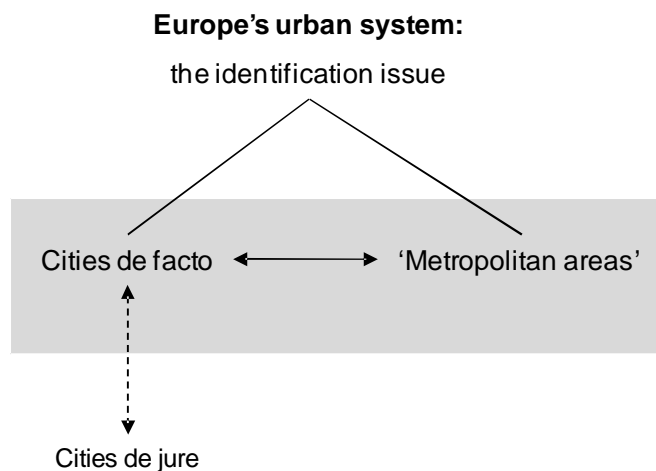 Europe’s urban system:
the identification issue
Cities de facto
‘Metropolitan areas’
Cities de jure